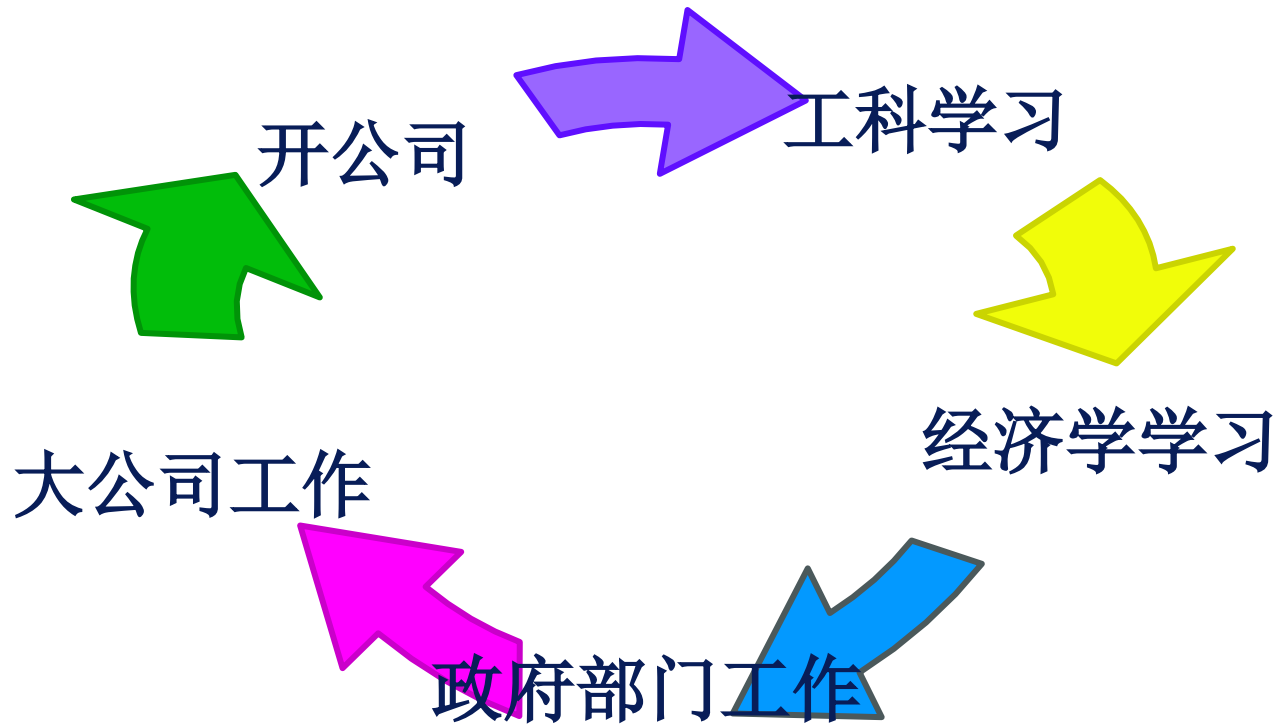 开公司
工科学习
经济学学习
大公司工作
政府部门工作